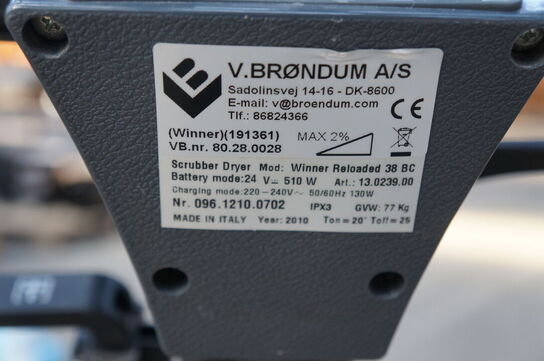 V.BRØNDUM A/S
Sadolinsvej 14-16 - DK-8600
E-mail: v@broendum.com
Tlf.: 86824366
CE
(Winner)(191361) MAX 2%
VB.nr. 80.28.0028
Scrubber Dryer Mod: Winner Reloaded 38 BC
Battery mode:24 V⎓ 510 W Art.: 13.0239.00
Charging mode:220-240V~ 50/60Hz 130W
Nr. 096.1210.0702 IPX3 GVW: 77 Kg
MADE IN ITALY Year: 2010 Ton=20' Toff=25